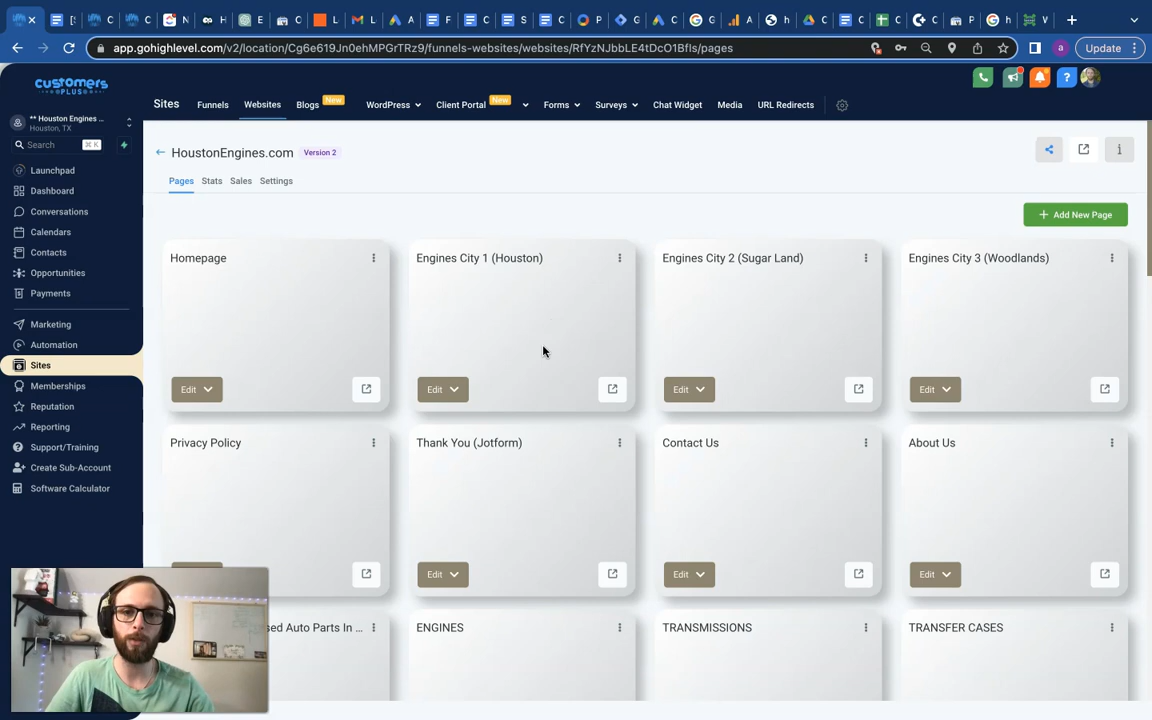 N
E
L
A
F
C
S
C
P
G
A
G
A
h
C
C
C
P
h
W
app.gohighlevel.com/v2/location/Cg6e619Jn0ehMPGrTRz9/funnels-websites/websites/RfYzNJbbLE4tDcO1Bfls/pages
a
Update
customers
PLUS
Sites
Funnels
Websites
Blogs
New
WordPress
Client Portal
New
Forms
Surveys
Chat Widget
Media
URL Redirects
** Houston Engines ...
Houston, TX
Search
⌘ K
Launchpad
Dashboard
Conversations
Calendars
Contacts
Opportunities
Payments
Marketing
Automation
Sites
Memberships
Reputation
Reporting
Support/Training
Create Sub-Account
Software Calculator
HoustonEngines.com
Version 2
Pages
Stats
Sales
Settings
+ Add New Page
Homepage
Engines City 1 (Houston)
Engines City 2 (Sugar Land)
Engines City 3 (Woodlands)
Edit
Edit
Edit
Edit
Privacy Policy
Thank You (Jotform)
Contact Us
About Us
Edit
Edit
Edit
sed Auto Parts In ...
ENGINES
TRANSMISSIONS
TRANSFER CASES